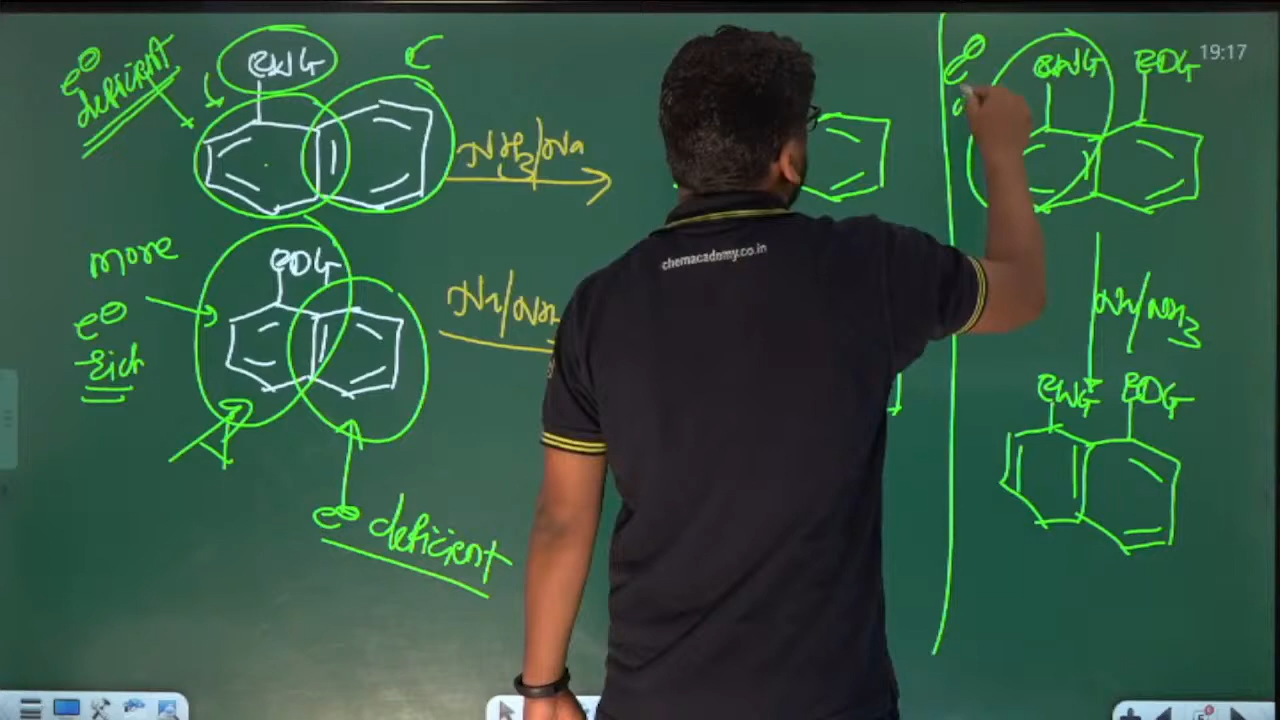 e⊖
deficient
EWG
NH3/Na
more
e⊖
rich
EDG
Na/NH
e⊖ deficient
chemacademy.co.in
e
EWG EDG
19:17
Na/NH3
EWG EDG